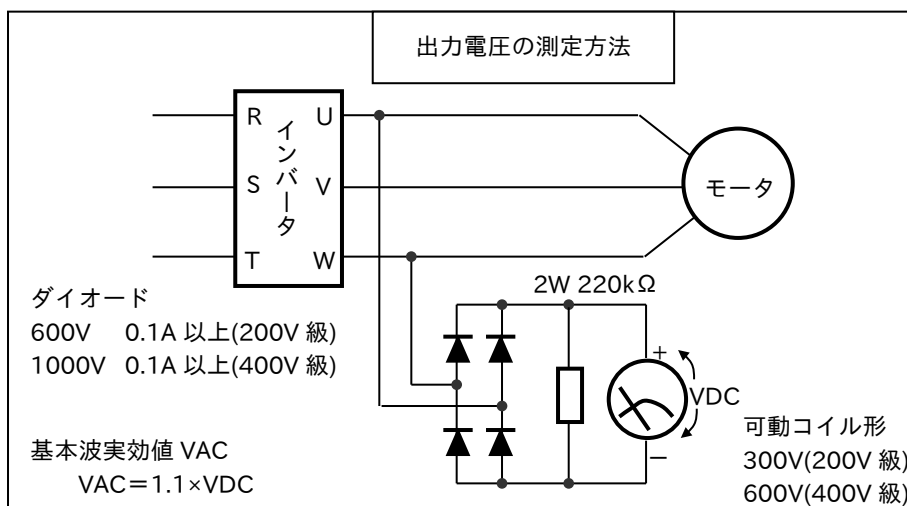 出力電圧の測定方法
R
U
インバータ
S
V
T
W
モータ
2W 220kΩ
ダイオード
600V 0.1A 以上(200V 級)
1000V 0.1A 以上(400V 級)
+
VDC
−
基本波実効値 VAC
VAC=1.1×VDC
可動コイル形
300V(200V 級)
600V(400V 級)